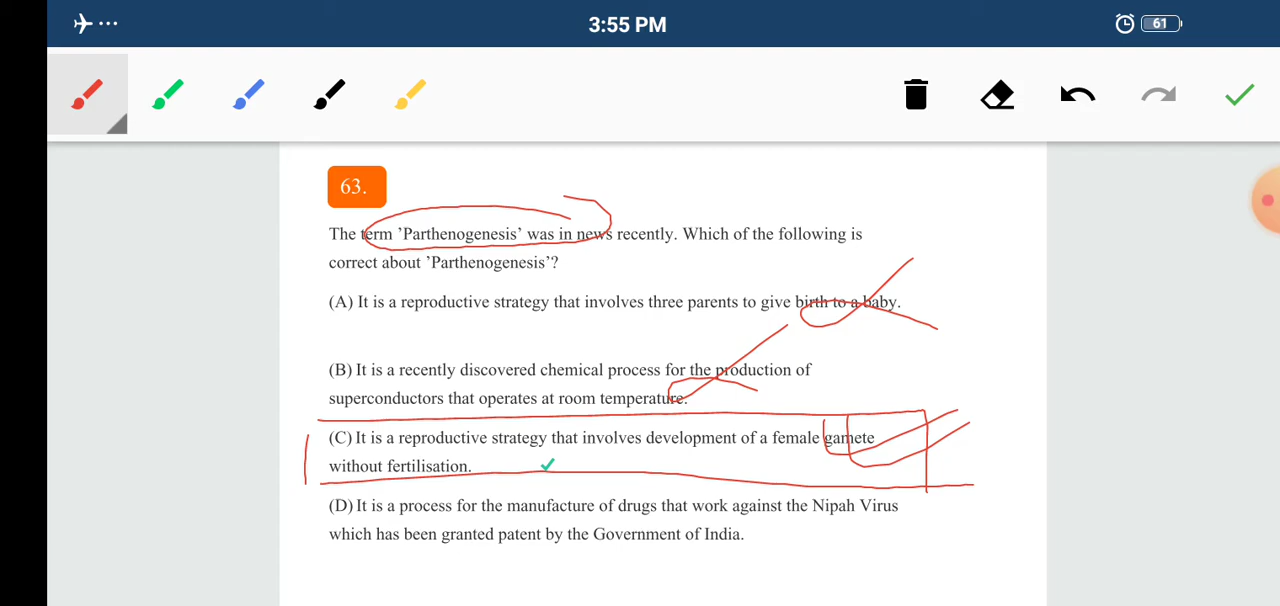 3:55 PM
61
63.
The term ’Parthenogenesis’ was in news recently. Which of the following is
correct about ’Parthenogenesis’?
(A) It is a reproductive strategy that involves three parents to give birth to a baby.
(B) It is a recently discovered chemical process for the production of
superconductors that operates at room temperature.
(C) It is a reproductive strategy that involves development of a female gamete
without fertilisation.
(D) It is a process for the manufacture of drugs that work against the Nipah Virus
which has been granted patent by the Government of India.